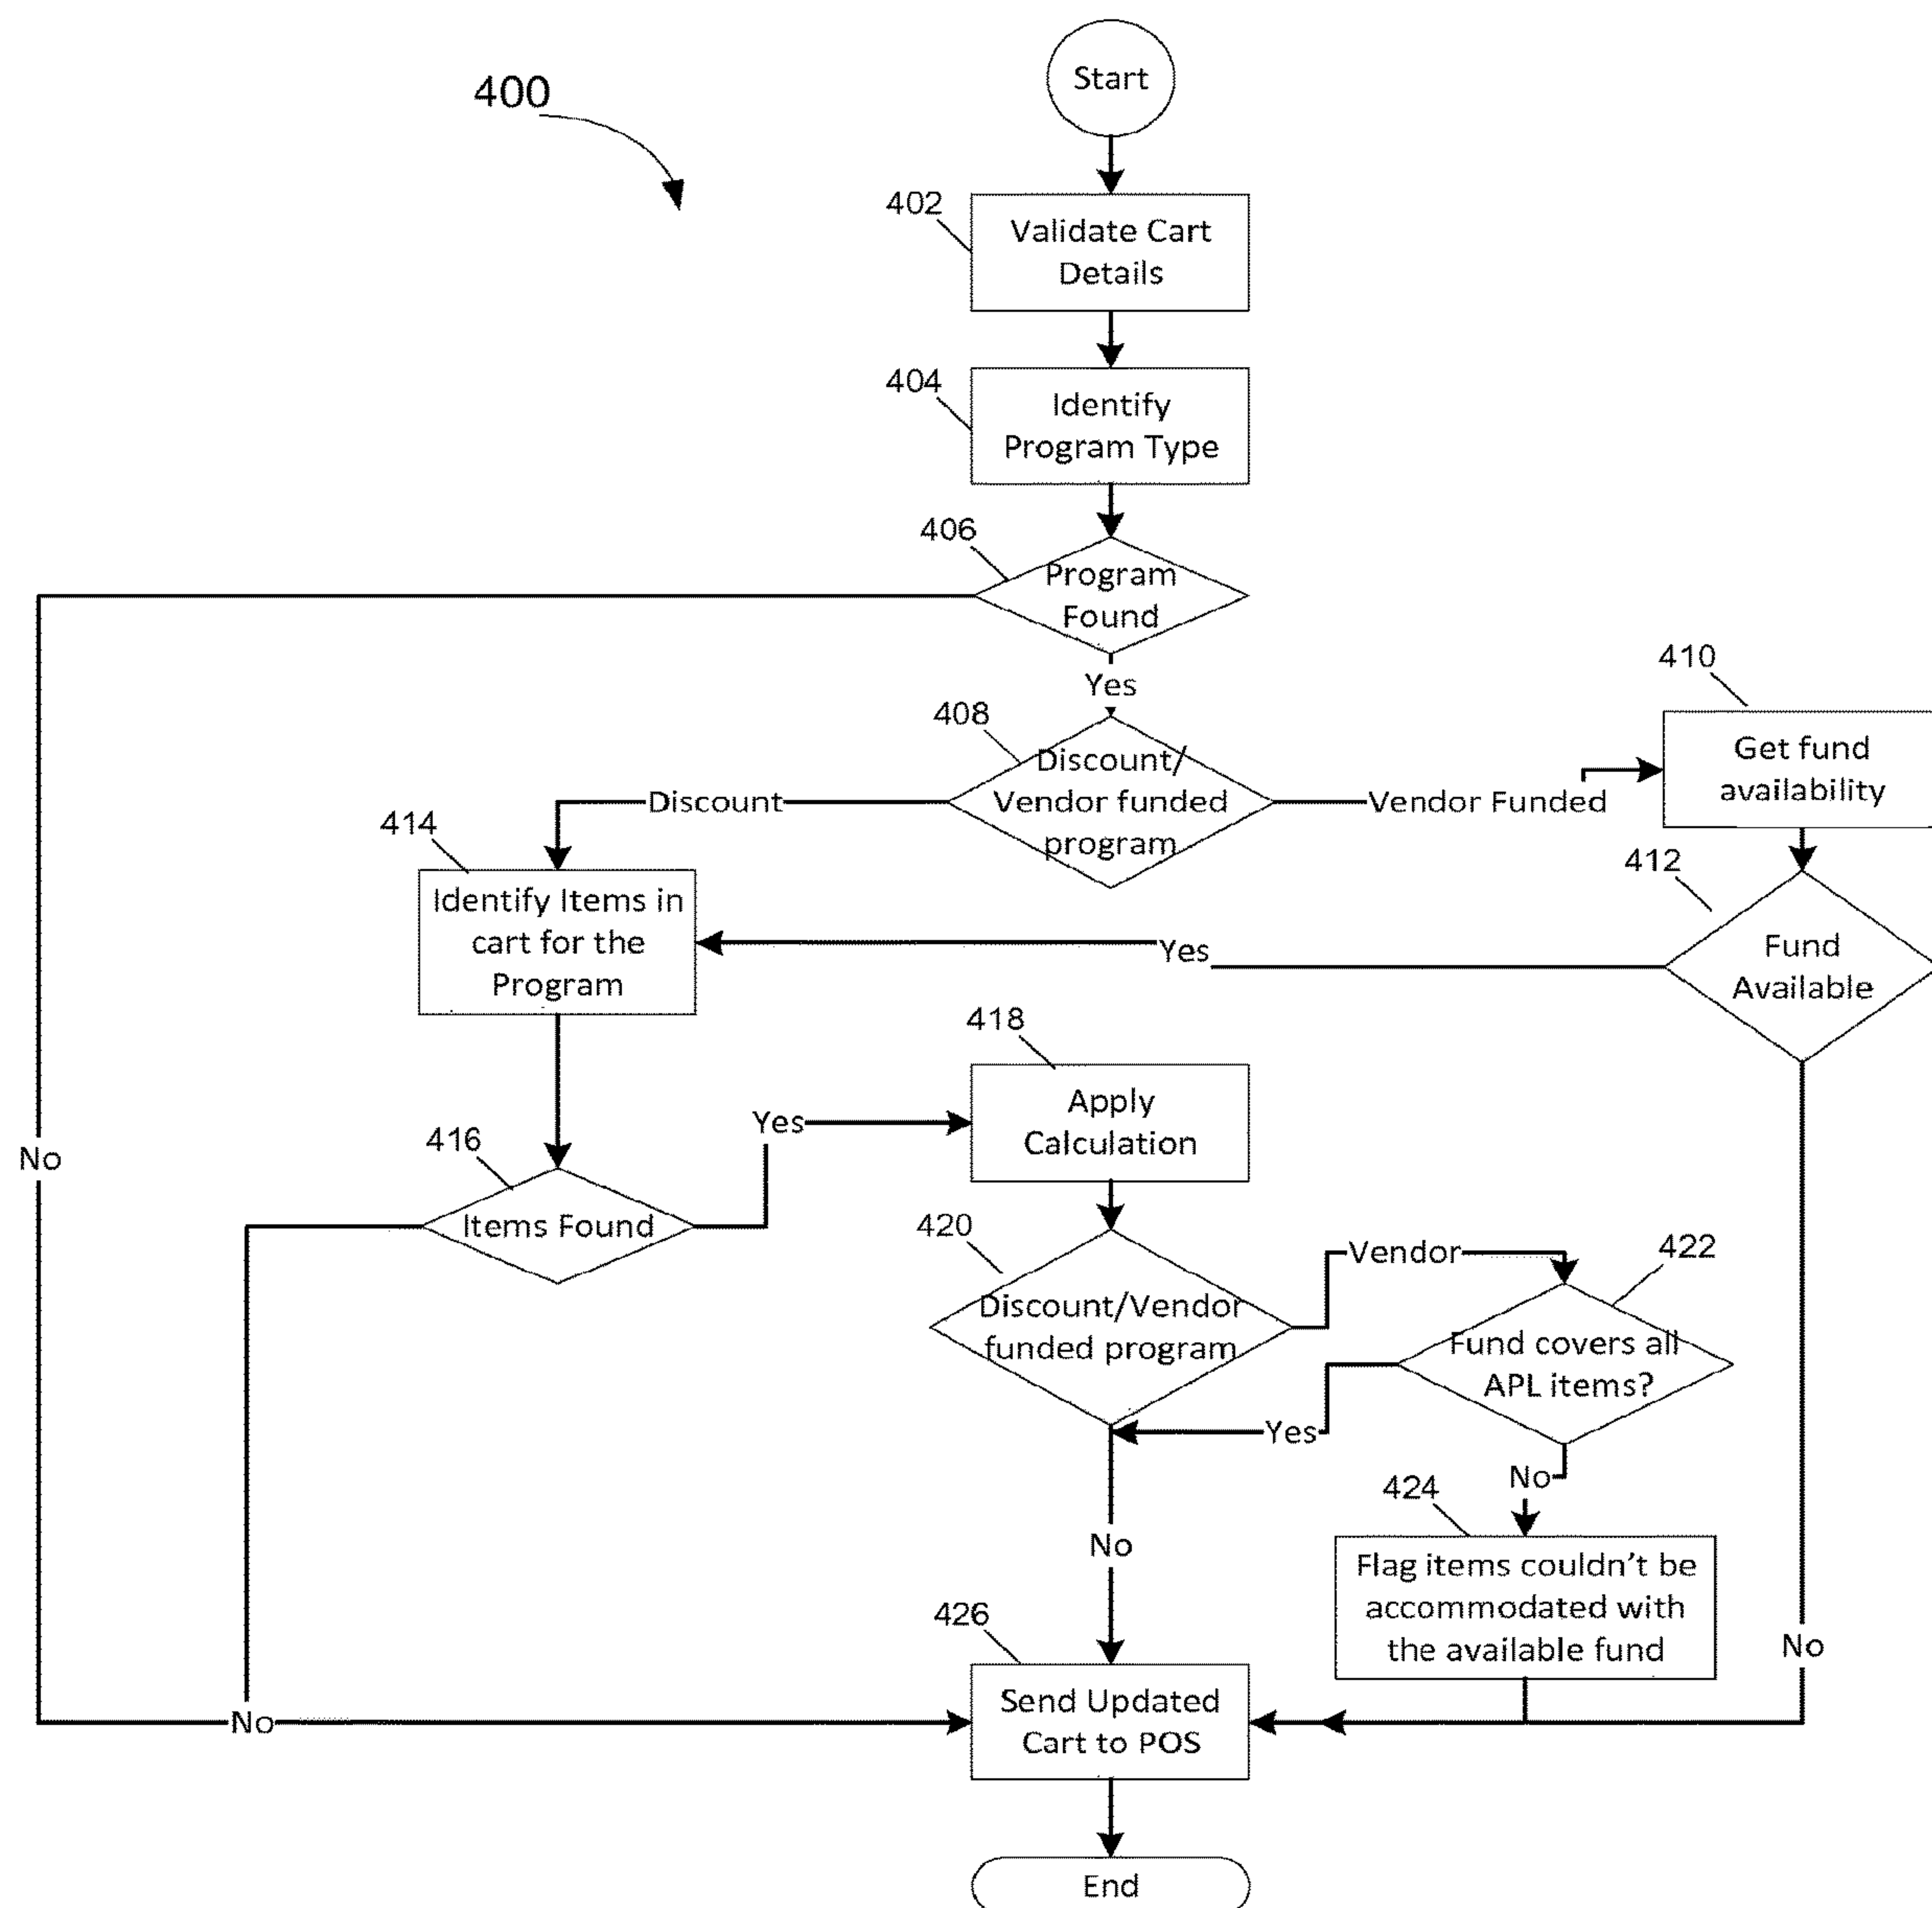 400
Start
402
Validate Cart
Details
404
Identify
Program Type
406
Program
Found
Yes
408
Discount/
Vendor funded
program
Discount
Vendor Funded
410
Get fund
availability
412
Fund
Available
Yes
414
Identify Items in
cart for the
Program
416
Items Found
Yes
418
Apply
Calculation
420
Discount/Vendor
funded program
Vendor
422
Fund covers all
APL items?
Yes
No
424
Flag items couldn't be
accommodated with
the available fund
No
No
No
No
426
Send Updated
Cart to POS
End